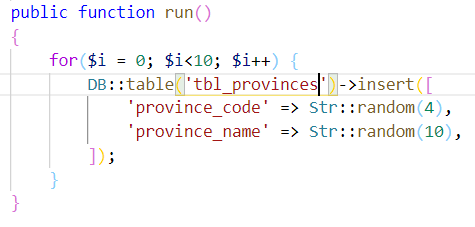 public function run()
{
for($i = 0; $i<10; $i++) {
DB::table('tbl_provinces')->insert([
'province_code' => Str::random(4),
'province_name' => Str::random(10),
]);
}
}